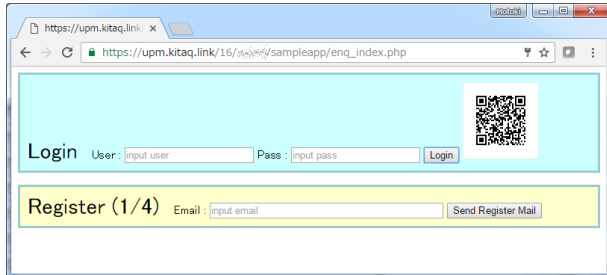 Motoki
https://upm.kitaq.link
https://upm.kitaq.link/16/ /sampleapp/enq_index.php
Login User : input user Pass : input pass Login
Register (1/4) Email : input email Send Register Mail